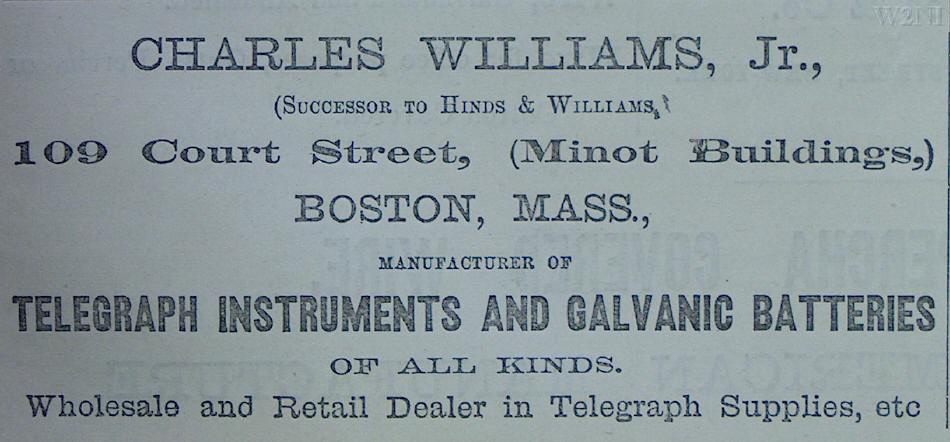 W2NI
CHARLES WILLIAMS, Jr.,
(SUCCESSOR TO HINDS & WILLIAMS,)
109 Court Street, (Minot Buildings,)
BOSTON, MASS.,
MANUFACTURER OF
TELEGRAPH INSTRUMENTS AND GALVANIC BATTERIES
OF ALL KINDS.
Wholesale and Retail Dealer in Telegraph Supplies, etc